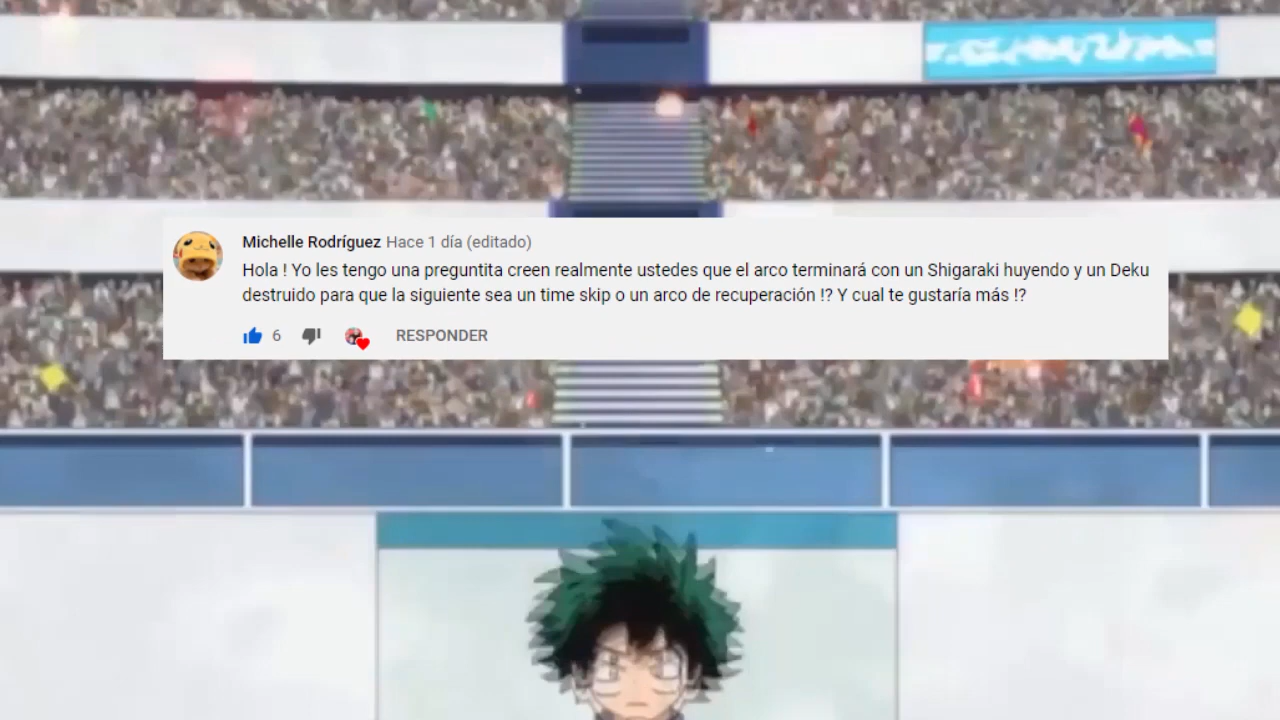 Michelle Rodríguez Hace 1 día (editado)
Hola ! Yo les tengo una preguntita creen realmente ustedes que el arco terminará con un Shigaraki huyendo y un Deku
destruido para que la siguiente sea un time skip o un arco de recuperación !? Y cual te gustaría más !?
6 RESPONDER